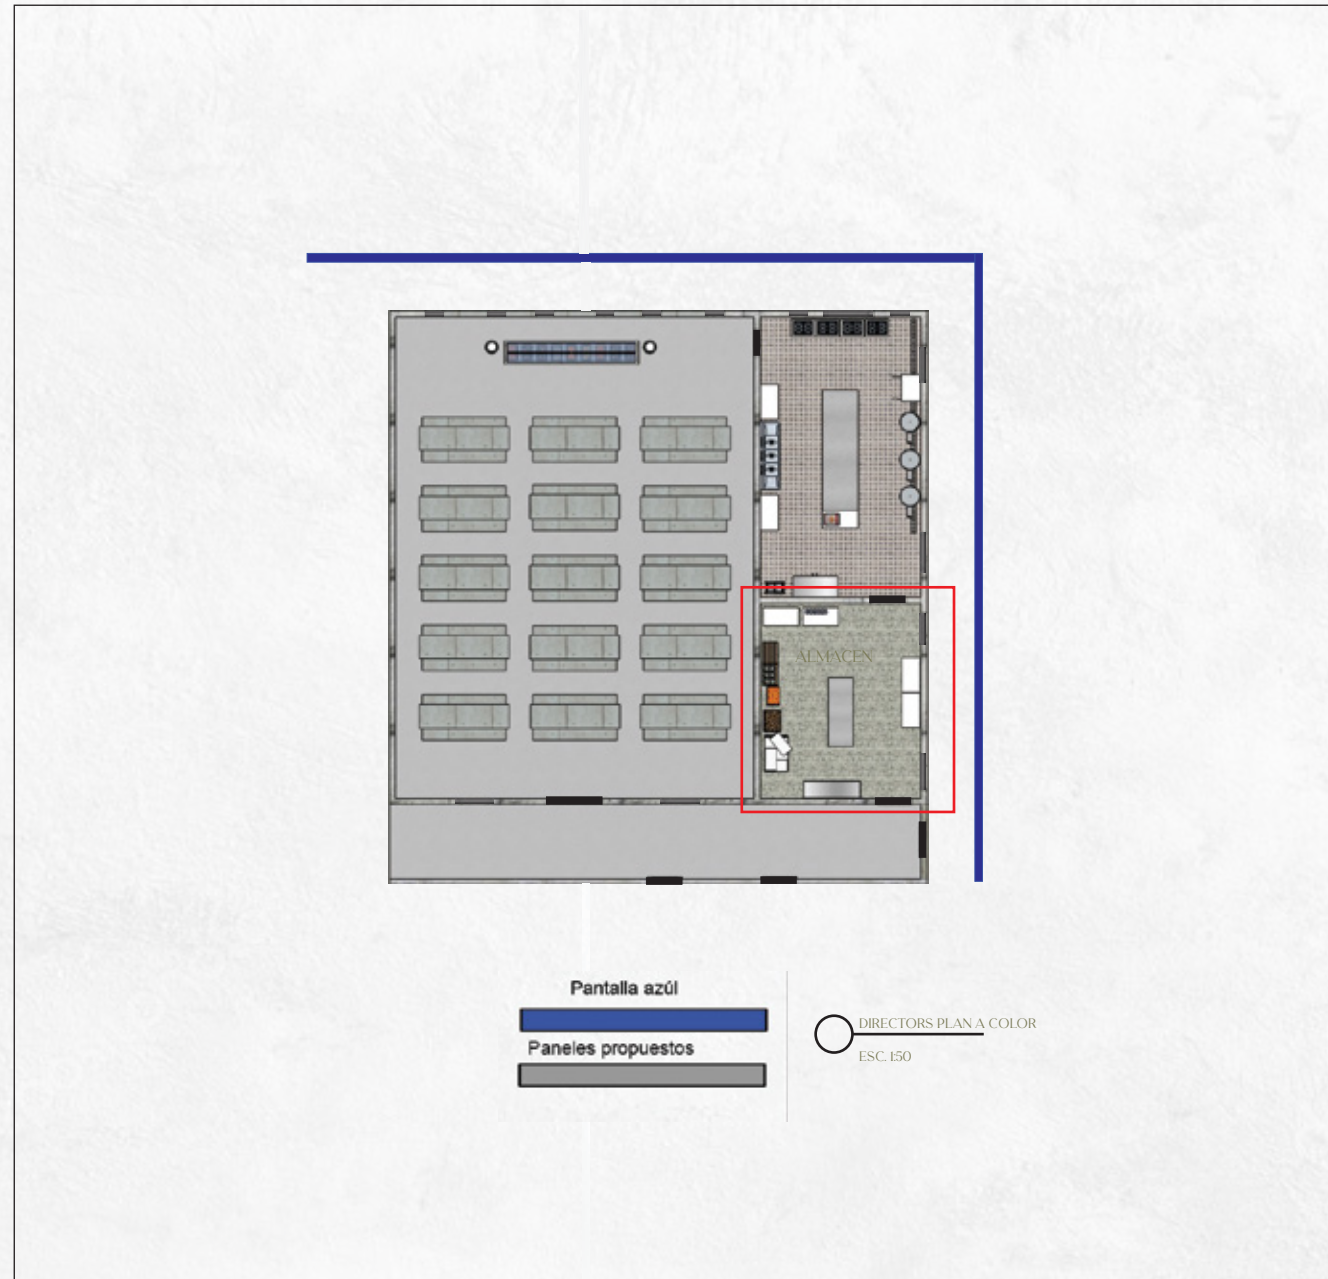 ALMACEN
Pantalla azúl
Paneles propuestos
DIRECTORS PLAN A COLOR
ESC. 1:50